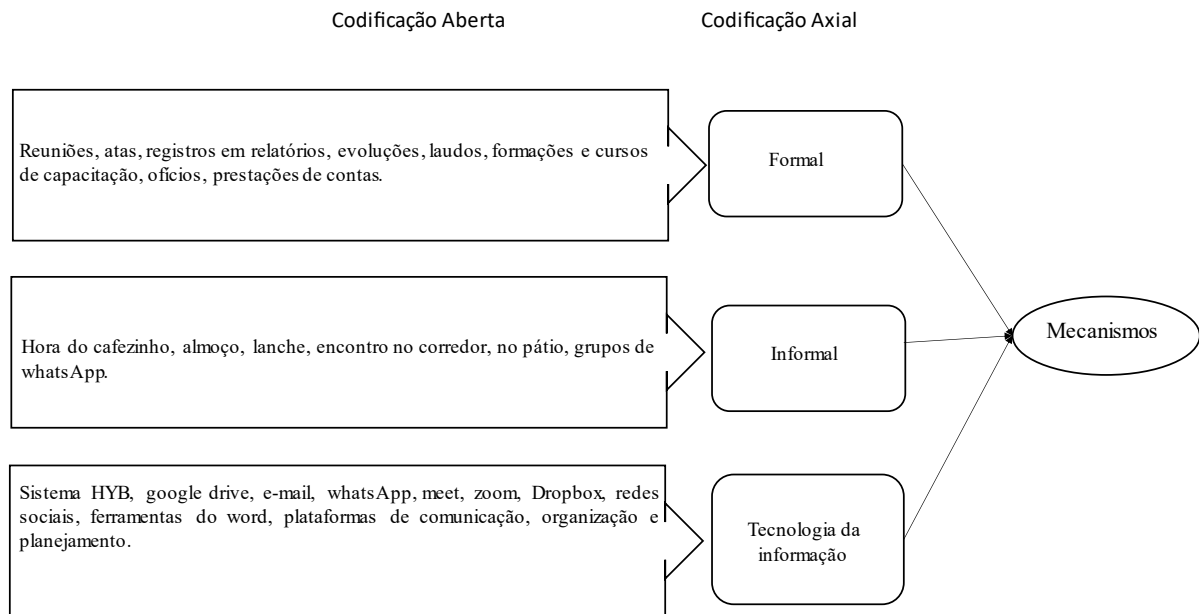 Codificação Aberta
Codificação Axial
Reuniões, atas, registros em relatórios, evoluções, laudos, formações e cursos
de capacitação, ofícios, prestações de contas.
Formal
Hora do cafezinho, almoço, lanche, encontro no corredor, no pátio, grupos de
whatsApp.
Informal
Mecanismos
Sistema HYB, google drive, e-mail, whatsApp, meet, zoom, Dropbox, redes
sociais, ferramentas do word, plataformas de comunicação, organização e
planejamento.
Tecnologia da
informação